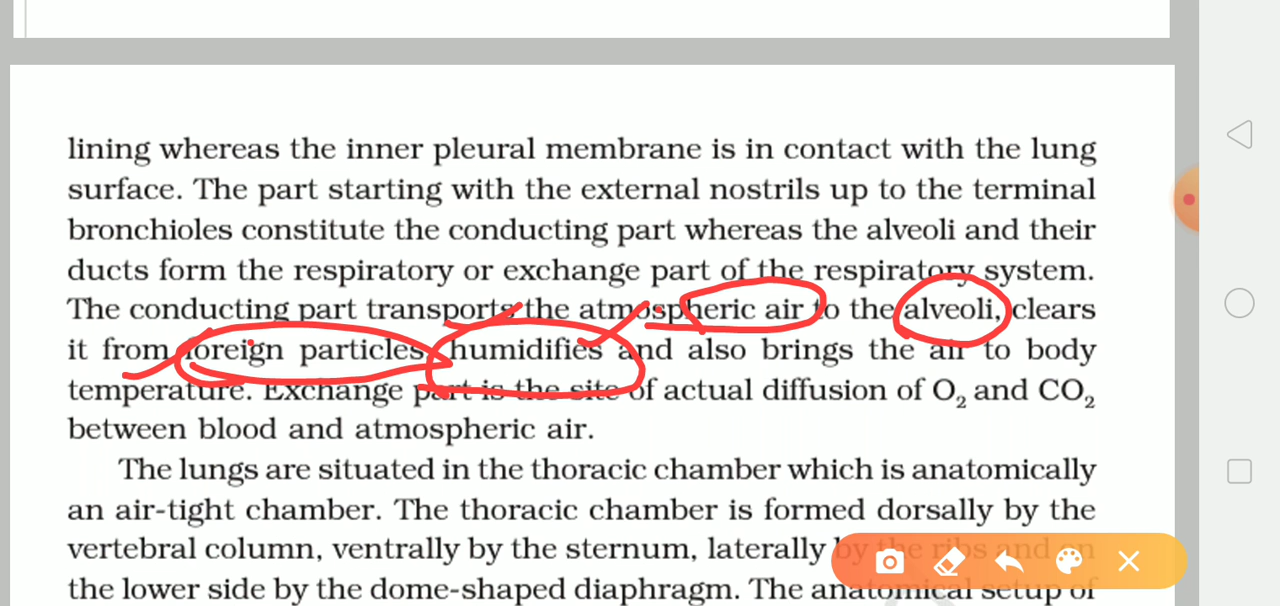 lining whereas the inner pleural membrane is in contact with the lung
surface. The part starting with the external nostrils up to the terminal
bronchioles constitute the conducting part whereas the alveoli and their
ducts form the respiratory or exchange part of the respiratory system.
The conducting part transports the atmospheric air to the alveoli, clears
it from foreign particles, humidifies and also brings the air to body
temperature. Exchange part is the site of actual diffusion of O₂ and CO₂
between blood and atmospheric air.
The lungs are situated in the thoracic chamber which is anatomically
an air-tight chamber. The thoracic chamber is formed dorsally by the
vertebral column, ventrally by the sternum, laterally by the ribs and on
the lower side by the dome-shaped diaphragm. The anatomical setup of